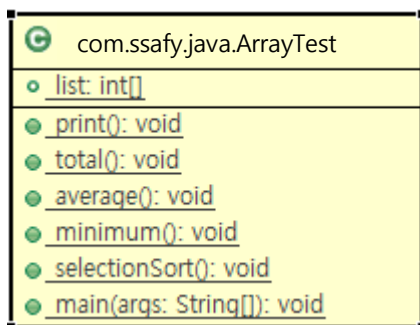 C com.ssafy.java.ArrayTest
list: int[]
print(): void
total(): void
average(): void
minimum(): void
selectionSort(): void
main(args: String[]): void